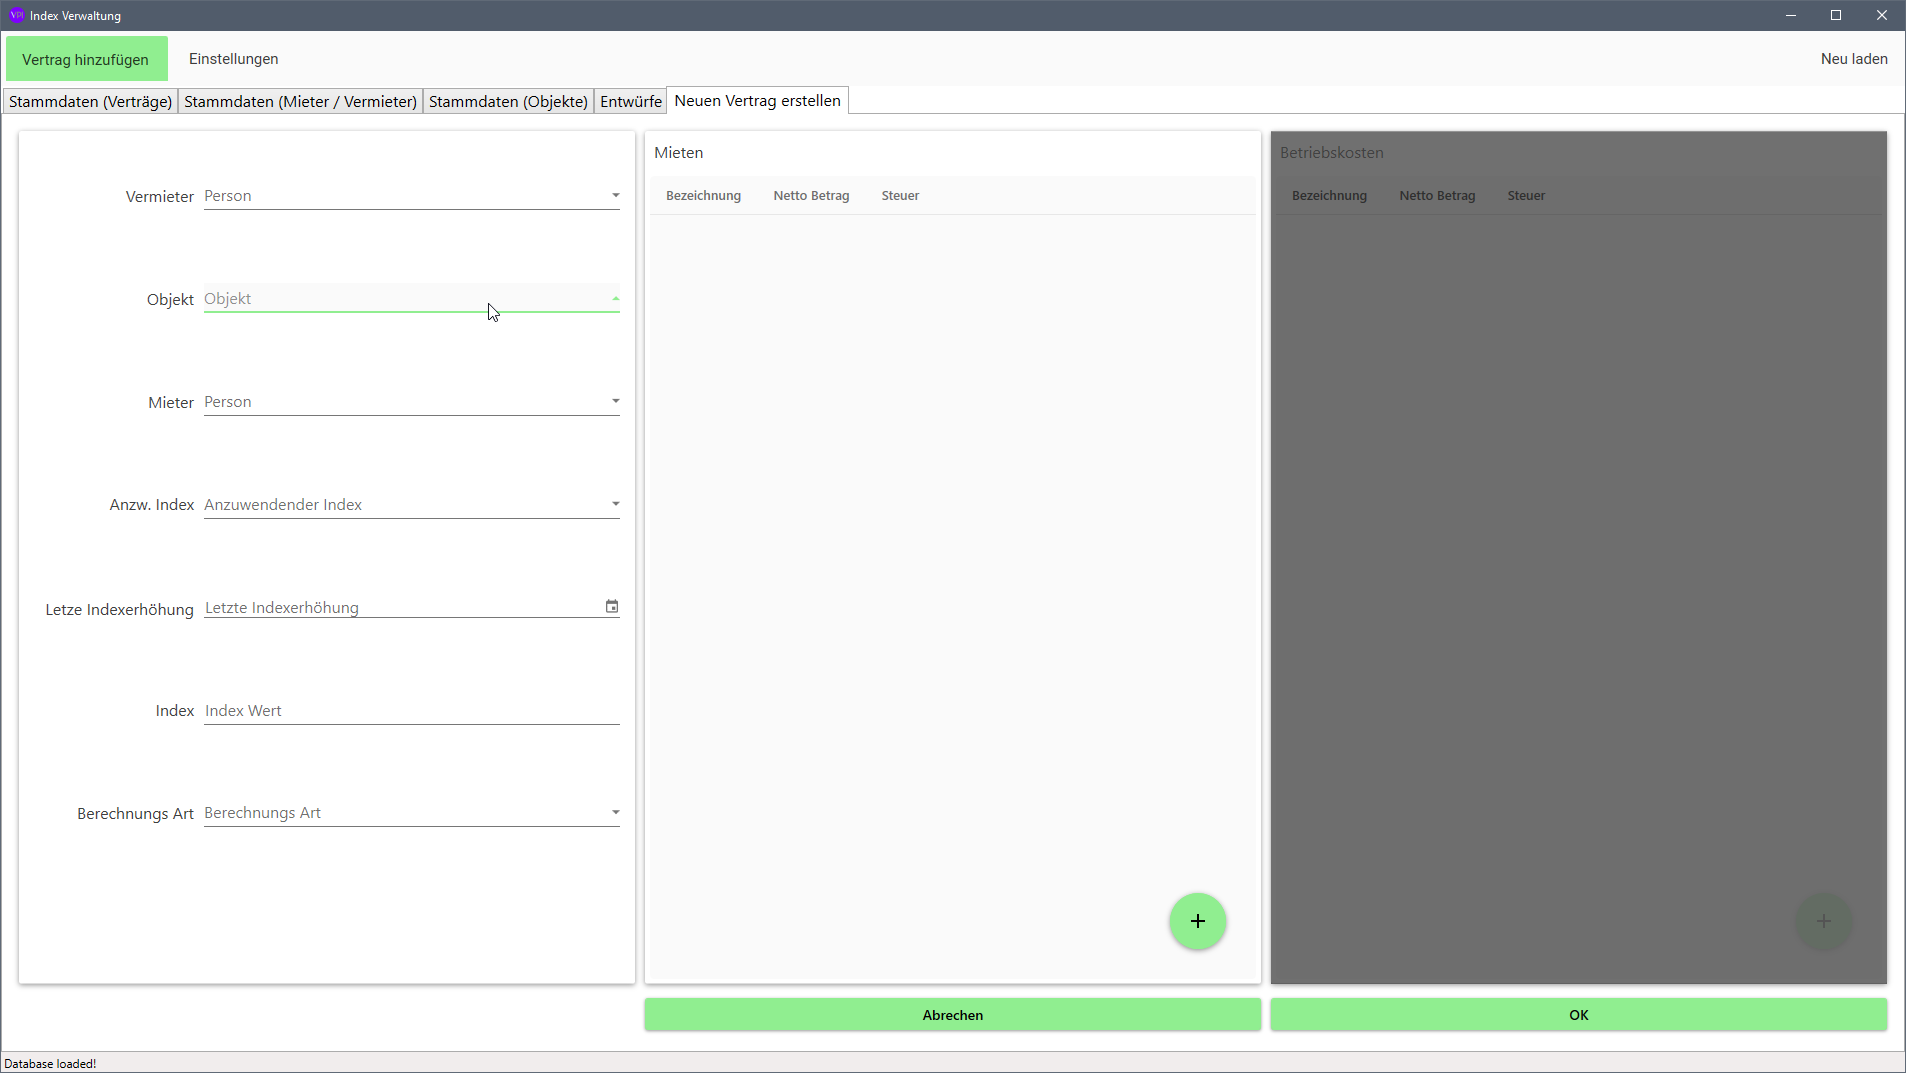 VPI Index Verwaltung
Vertrag hinzufügen Einstellungen Neu laden
Stammdaten (Verträge) Stammdaten (Mieter / Vermieter) Stammdaten (Objekte) Entwürfe Neuen Vertrag erstellen
Vermieter Person
Objekt Objekt
Mieter Person
Anzw. Index Anzuwendender Index
Letze Indexerhöhung Letzte Indexerhöhung
Index Index Wert
Berechnungs Art Berechnungs Art
Mieten
Bezeichnung Netto Betrag Steuer
+
Betriebskosten
Bezeichnung Netto Betrag Steuer
+
Abrechen OK
Database loaded!